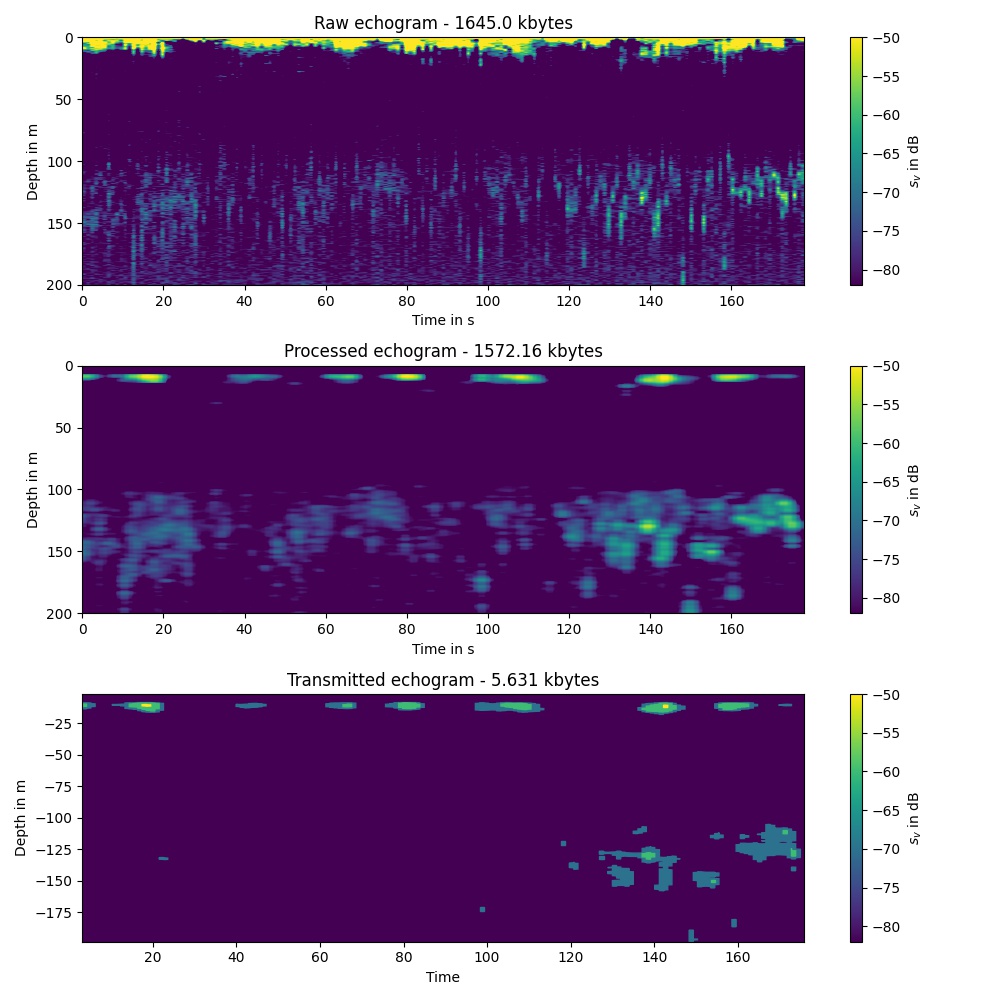 Raw echogram - 1645.0 kbytes
0
50
100
150
200
Depth in m
0 20 40 60 80 100 120 140 160
Time in s
−50
−55
−60
−65
−70
−75
−80
sv in dB
Processed echogram - 1572.16 kbytes
0
50
100
150
200
Depth in m
0 20 40 60 80 100 120 140 160
Time in s
−50
−55
−60
−65
−70
−75
−80
sv in dB
Transmitted echogram - 5.631 kbytes
−25
−50
−75
−100
−125
−150
−175
Depth in m
20 40 60 80 100 120 140 160
Time
−50
−55
−60
−65
−70
−75
−80
sv in dB